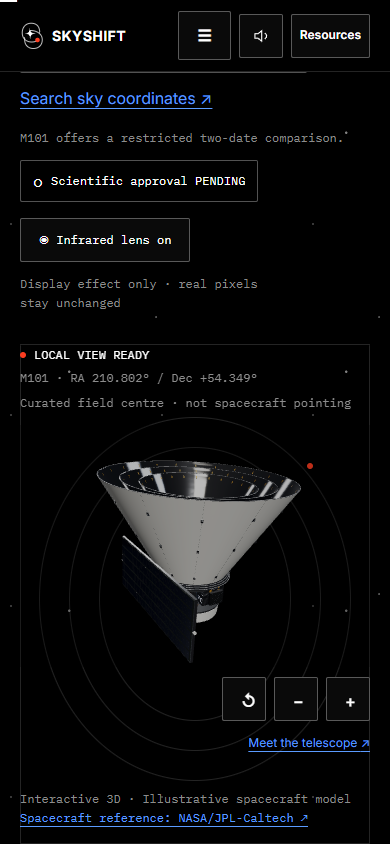 SKYSHIFT
Resources
Search sky coordinates ↗
M101 offers a restricted two-date comparison.
Scientific approval PENDING
Infrared lens on
Display effect only · real pixels
stay unchanged
LOCAL VIEW READY
M101 · RA 210.802° / Dec +54.349°
Curated field centre · not spacecraft pointing
Meet the telescope ↗
Interactive 3D · Illustrative spacecraft model
Spacecraft reference: NASA/JPL-Caltech ↗